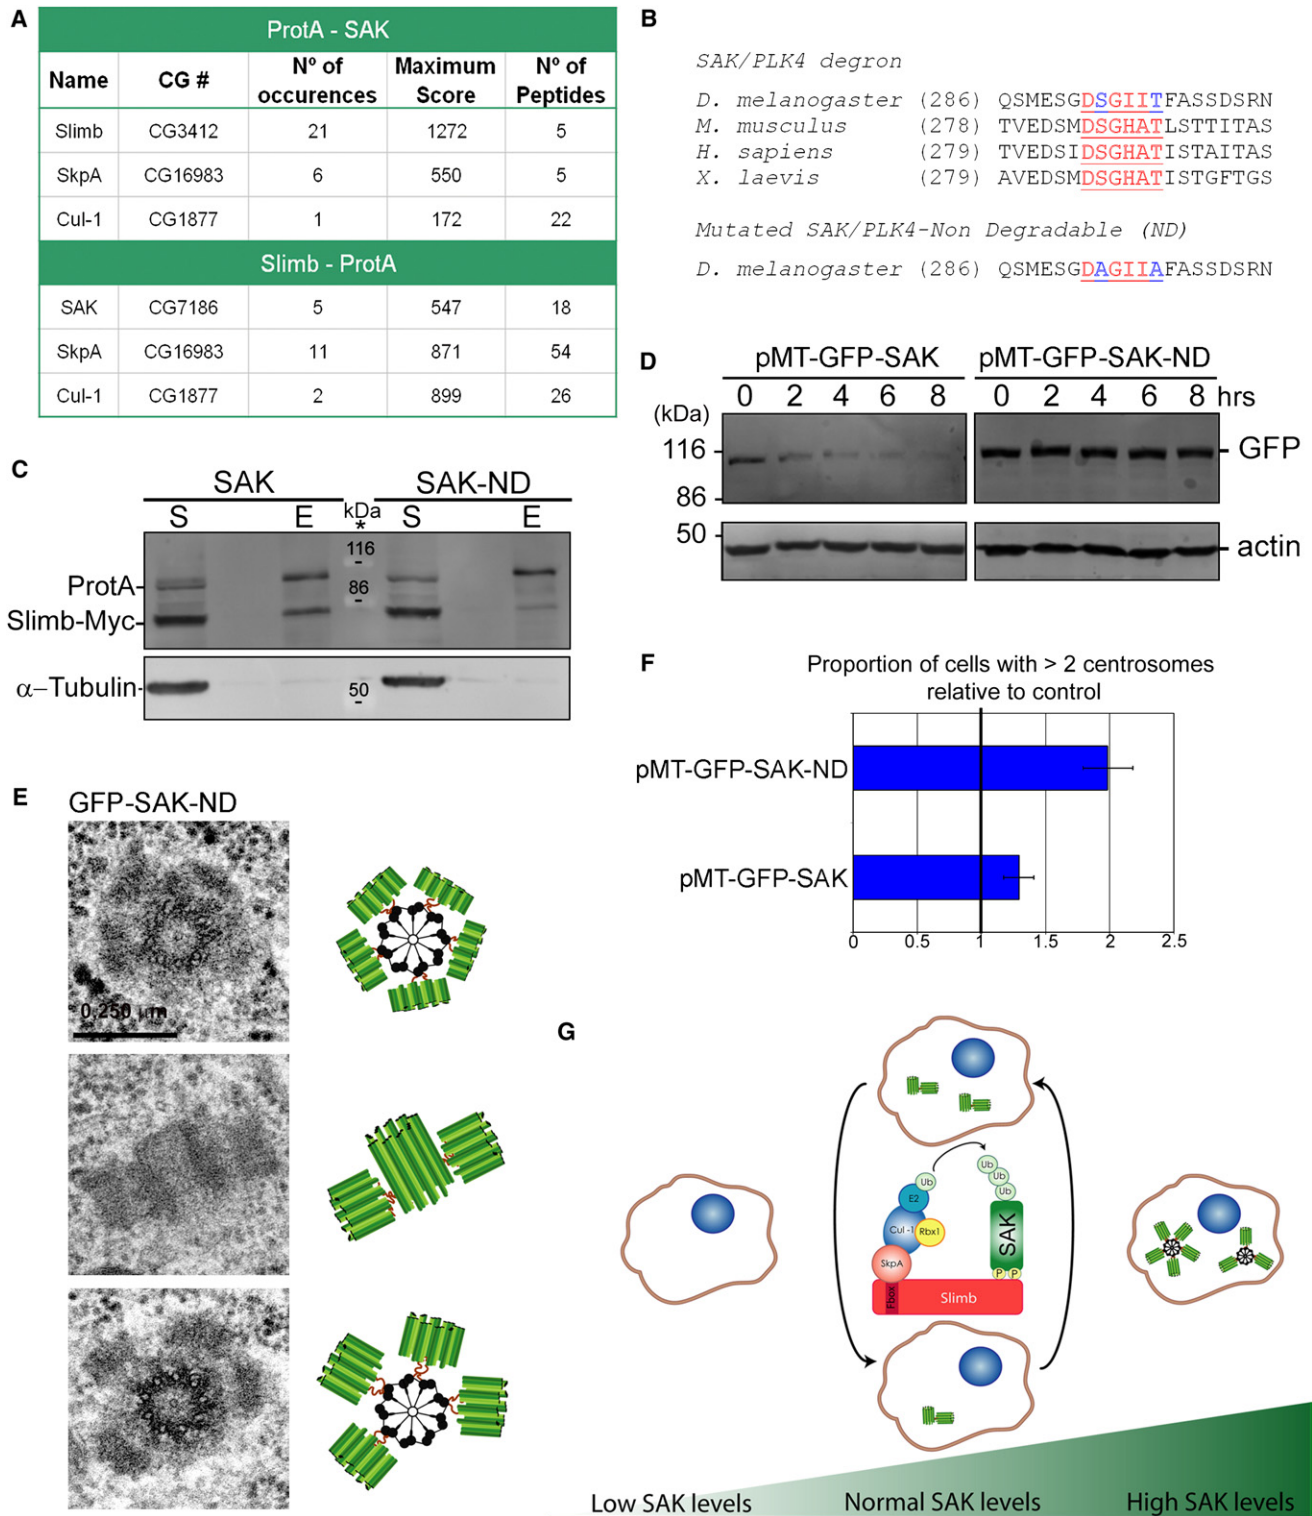 A
ProtA - SAK
Name CG # Nº of occurences Maximum Score Nº of Peptides
Slimb CG3412 21 1272 5
SkpA CG16983 6 550 5
Cul-1 CG1877 1 172 22
Slimb - ProtA
SAK CG7186 5 547 18
SkpA CG16983 11 871 54
Cul-1 CG1877 2 899 26
B
SAK/PLK4 degron
D. melanogaster (286) QSMESGDSGIITFASSDSRN
M. musculus (278) TVEDSMDSGHATLSTTITAS
H. sapiens (279) TVEDSIDSGHATISTAITAS
X. laevis (279) AVEDSMDSGHATISTGFTGS
Mutated SAK/PLK4-Non Degradable (ND)
D. melanogaster (286) QSMESGDAGIIAFASSDSRN
C
SAK SAK-ND
S E kDa S E
*
116
ProtA- 86
Slimb-Myc-
α-Tubulin- 50
D
pMT-GFP-SAK pMT-GFP-SAK-ND
0 2 4 6 8 0 2 4 6 8 hrs
(kDa)
116 GFP
86
50 actin
E
GFP-SAK-ND
0.250 µm
F
Proportion of cells with > 2 centrosomes
relative to control
pMT-GFP-SAK-ND
pMT-GFP-SAK
0 0.5 1 1.5 2 2.5
G
Ub
Ub
Ub
Ub
E2
Cul -1
Rbx1
SAK
SkpA
P P
Fbox
Slimb
Low SAK levels Normal SAK levels High SAK levels